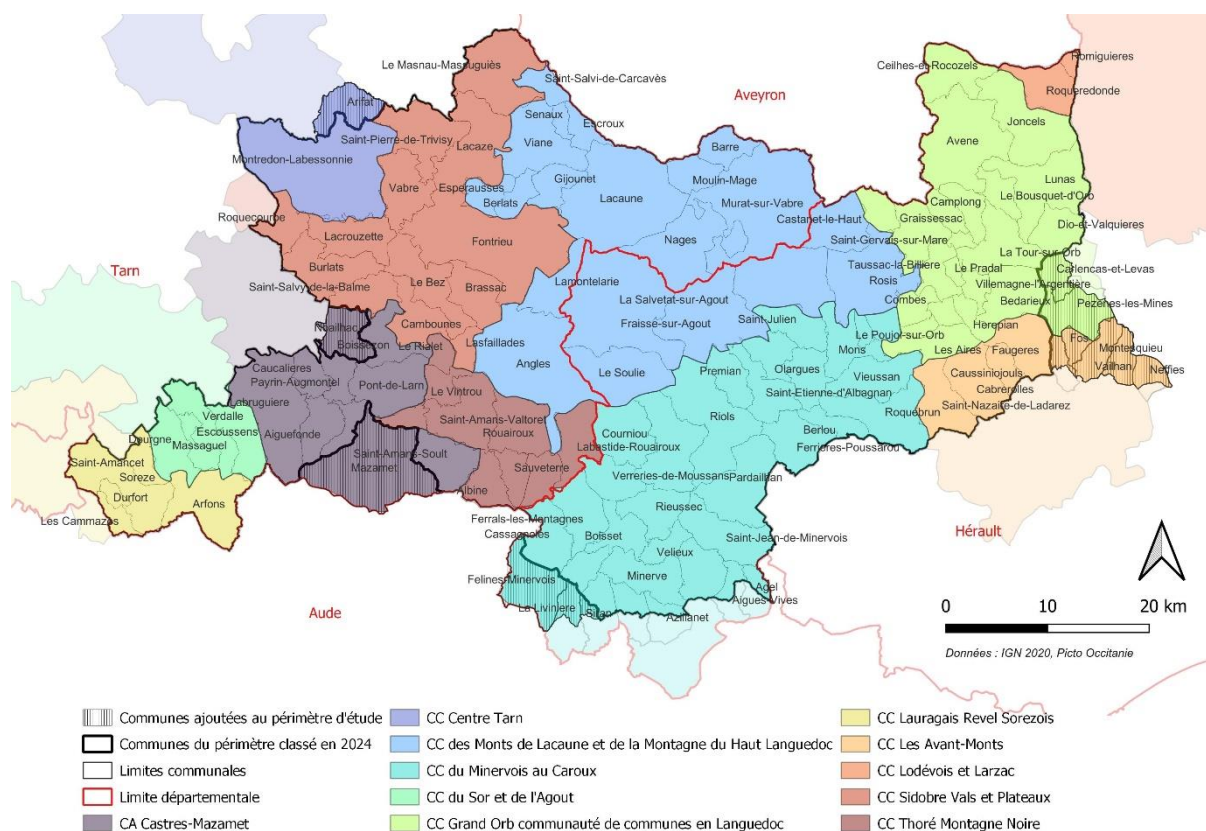 Le Masnau-Massuguiès
Saint-Salvi-de-Carcavès
Ceilhes-et-Rocozels
Romiguieres
Arifat
Aveyron
Roqueredonde
Senaux
Escroux
Joncels
Saint-Pierre-de-Trivisy
Lacaze
Viane
Barre
Avene
Montredon-Labessonnie
Vabre
Esperausses
Gijounet
Moulin-Mage
Lunas
Berlats
Lacaune
Murat-sur-Vabre
Camplong
Le Bousquet-d'Orb
Roquecourbe
Castanet-le-Haut
Graissessac
Dio-et-Valquieres
Lacrouzette
Fontrieu
Nages
Saint-Gervais-sur-Mare
La Tour-sur-Orb
Tarn
Burlats
Taussac-la-Billiere
Le Pradal
Carlencas-et-Levas
Saint-Salvy-de-la-Balme
Le Bez
Brassac
Lamontelarie
Rosis
Villemagne-l'Argentière
La Salvetat-sur-Agout
Combes
Bedarieux
Pezènes-les-Mines
Noailhac
Cambounes
Fraisse-sur-Agout
Saint-Julien
Boissezon
Le Rialet
Lasfaillades
Le Poujol-sur-Orb
Herepian
Fos
Mons
Les Aires
Faugeres
Montesquieu
Caucalieres
Angles
Le Soulie
Premian
Olargues
Vieussan
Caussiniojouls
Vailhan
Neffies
Payrin-Augmontel
Pont-de-Larn
Le Vintrou
Saint-Etienne-d'Albagnan
Cabrerolles
Labruguiere
Roquebrun
Saint-Nazaire-de-Ladarez
Verdalle
Saint-Amans-Valtoret
Riols
Dourgne
Escoussens
Rouairoux
Courniou
Berlou
Massaguel
Aiguefonde
Labastide-Rouairoux
Ferrieres-Poussarou
Saint-Amancet
Saint-Amans-Soult
Soreze
Mazamet
Sauveterre
Verreries-de-Moussans
Pardailhan
Durfort
Arfons
Albine
Rieussec
Les Cammazes
Ferrals-les-Montagnes
Hérault
Cassagnoles
Boisset
Saint-Jean-de-Minervois
Velieux
Felines-Minervois
Minerve
Agel
Aigues-Vives
La Liviniere
Siran
Azillanet
Aude
0 10 20 km
Données : IGN 2020, Picto Occitanie
Communes ajoutées au périmètre d'étude
Communes du périmètre classé en 2024
Limites communales
Limite départementale
CA Castres-Mazamet
CC Centre Tarn
CC des Monts de Lacaune et de la Montagne du Haut Languedoc
CC du Minervois au Caroux
CC du Sor et de l'Agout
CC Grand Orb communauté de communes en Languedoc
CC Lauragais Revel Sorezois
CC Les Avant-Monts
CC Lodévois et Larzac
CC Sidobre Vals et Plateaux
CC Thoré Montagne Noire